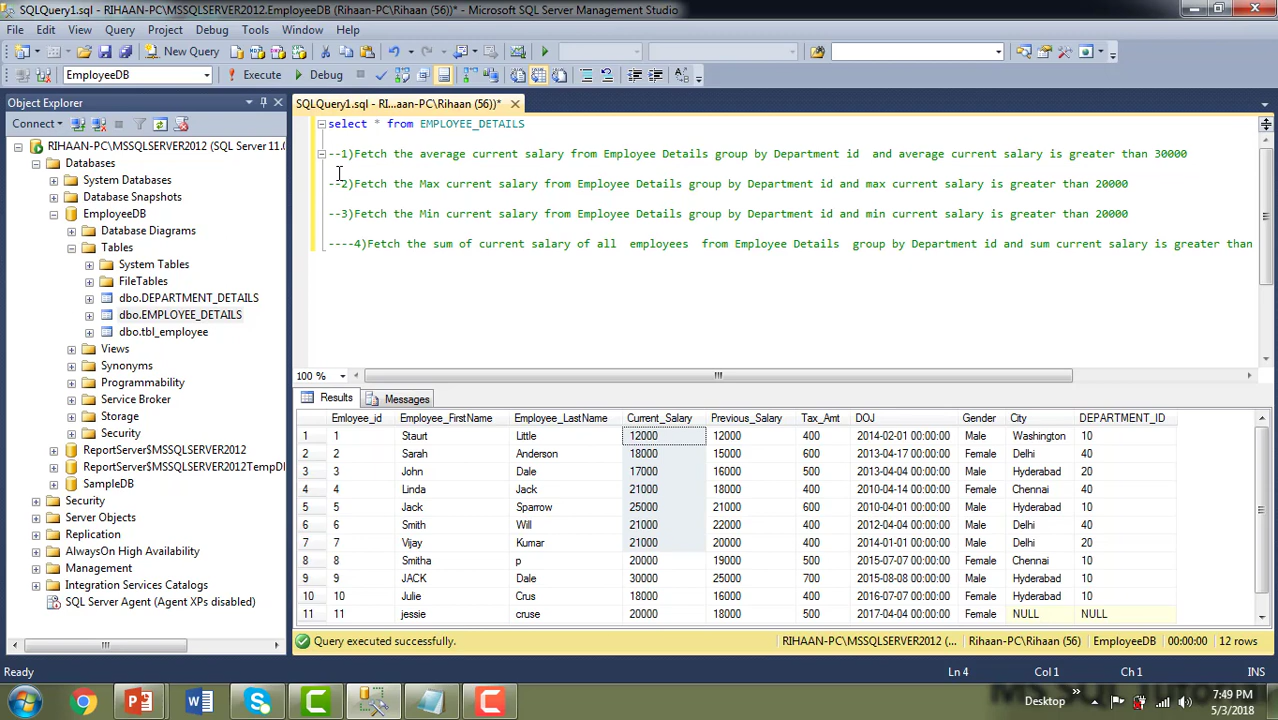 SQLQuery1.sql - RIHAAN-PC\MSSQLSERVER2012.EmployeeDB (Rihaan-PC\Rihaan (56))* - Microsoft SQL Server Management Studio
File Edit View Query Project Debug Tools Window Help
New Query
EmployeeDB Execute Debug
Object Explorer
Connect
RIHAAN-PC\MSSQLSERVER2012 (SQL Server 11.0
Databases
System Databases
Database Snapshots
EmployeeDB
Database Diagrams
Tables
System Tables
FileTables
dbo.DEPARTMENT_DETAILS
dbo.EMPLOYEE_DETAILS
dbo.tbl_employee
Views
Synonyms
Programmability
Service Broker
Storage
Security
ReportServer$MSSQLSERVER2012
ReportServer$MSSQLSERVER2012TempDB
SampleDB
Security
Server Objects
Replication
AlwaysOn High Availability
Management
Integration Services Catalogs
SQL Server Agent (Agent XPs disabled)
SQLQuery1.sql - RI...aan-PC\Rihaan (56))*
select * from EMPLOYEE_DETAILS
--1)Fetch the average current salary from Employee Details group by Department id  and average current salary is greater than 30000
--2)Fetch the Max current salary from Employee Details group by Department id and max current salary is greater than 20000
--3)Fetch the Min current salary from Employee Details group by Department id and min current salary is greater than 20000
----4)Fetch the sum of current salary of all  employees  from Employee Details  group by Department id and sum current salary is greater than
100 %
Results Messages
Emloyee_id Employee_FirstName Employee_LastName Current_Salary Previous_Salary Tax_Amt DOJ Gender City DEPARTMENT_ID
1 1 Staurt Little 12000 12000 400 2014-02-01 00:00:00 Male Washington 10
2 2 Sarah Anderson 18000 15000 600 2013-04-17 00:00:00 Female Delhi 40
3 3 John Dale 17000 16000 500 2013-04-04 00:00:00 Male Hyderabad 20
4 4 Linda Jack 21000 18000 400 2010-04-14 00:00:00 Female Chennai 40
5 5 Jack Sparrow 25000 21000 600 2010-04-01 00:00:00 Male Hyderabad 10
6 6 Smith Will 21000 22000 400 2012-04-04 00:00:00 Male Delhi 40
7 7 Vijay Kumar 21000 20000 400 2014-01-01 00:00:00 Male Delhi 20
8 8 Smitha p 20000 19000 500 2015-07-07 00:00:00 Female Chennai 10
9 9 JACK Dale 30000 25000 700 2015-08-08 00:00:00 Male Hyderabad 10
10 10 Julie Crus 18000 16000 400 2016-07-07 00:00:00 Female Hyderabad 10
11 11 jessie cruse 20000 18000 500 2017-04-04 00:00:00 Female NULL NULL
Query executed successfully. RIHAAN-PC\MSSQLSERVER2012 (... Rihaan-PC\Rihaan (56) EmployeeDB 00:00:00 12 rows
Ready Ln 4 Col 1 Ch 1 INS
Desktop
7:49 PM
5/3/2018